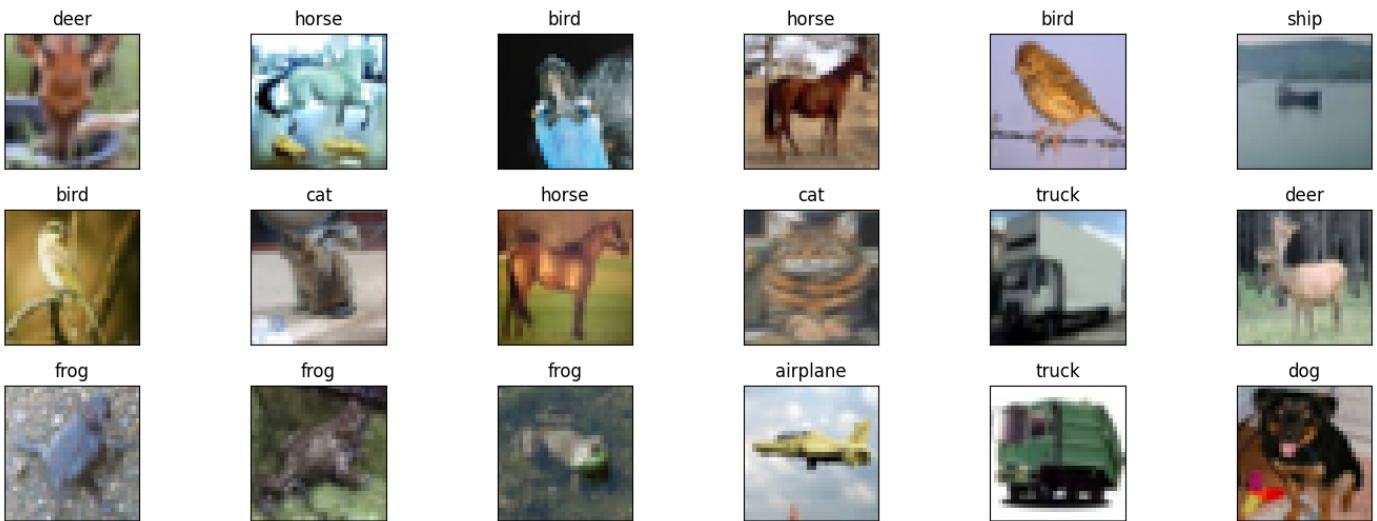 deer horse bird horse bird ship
bird cat horse cat truck deer
frog frog frog airplane truck dog